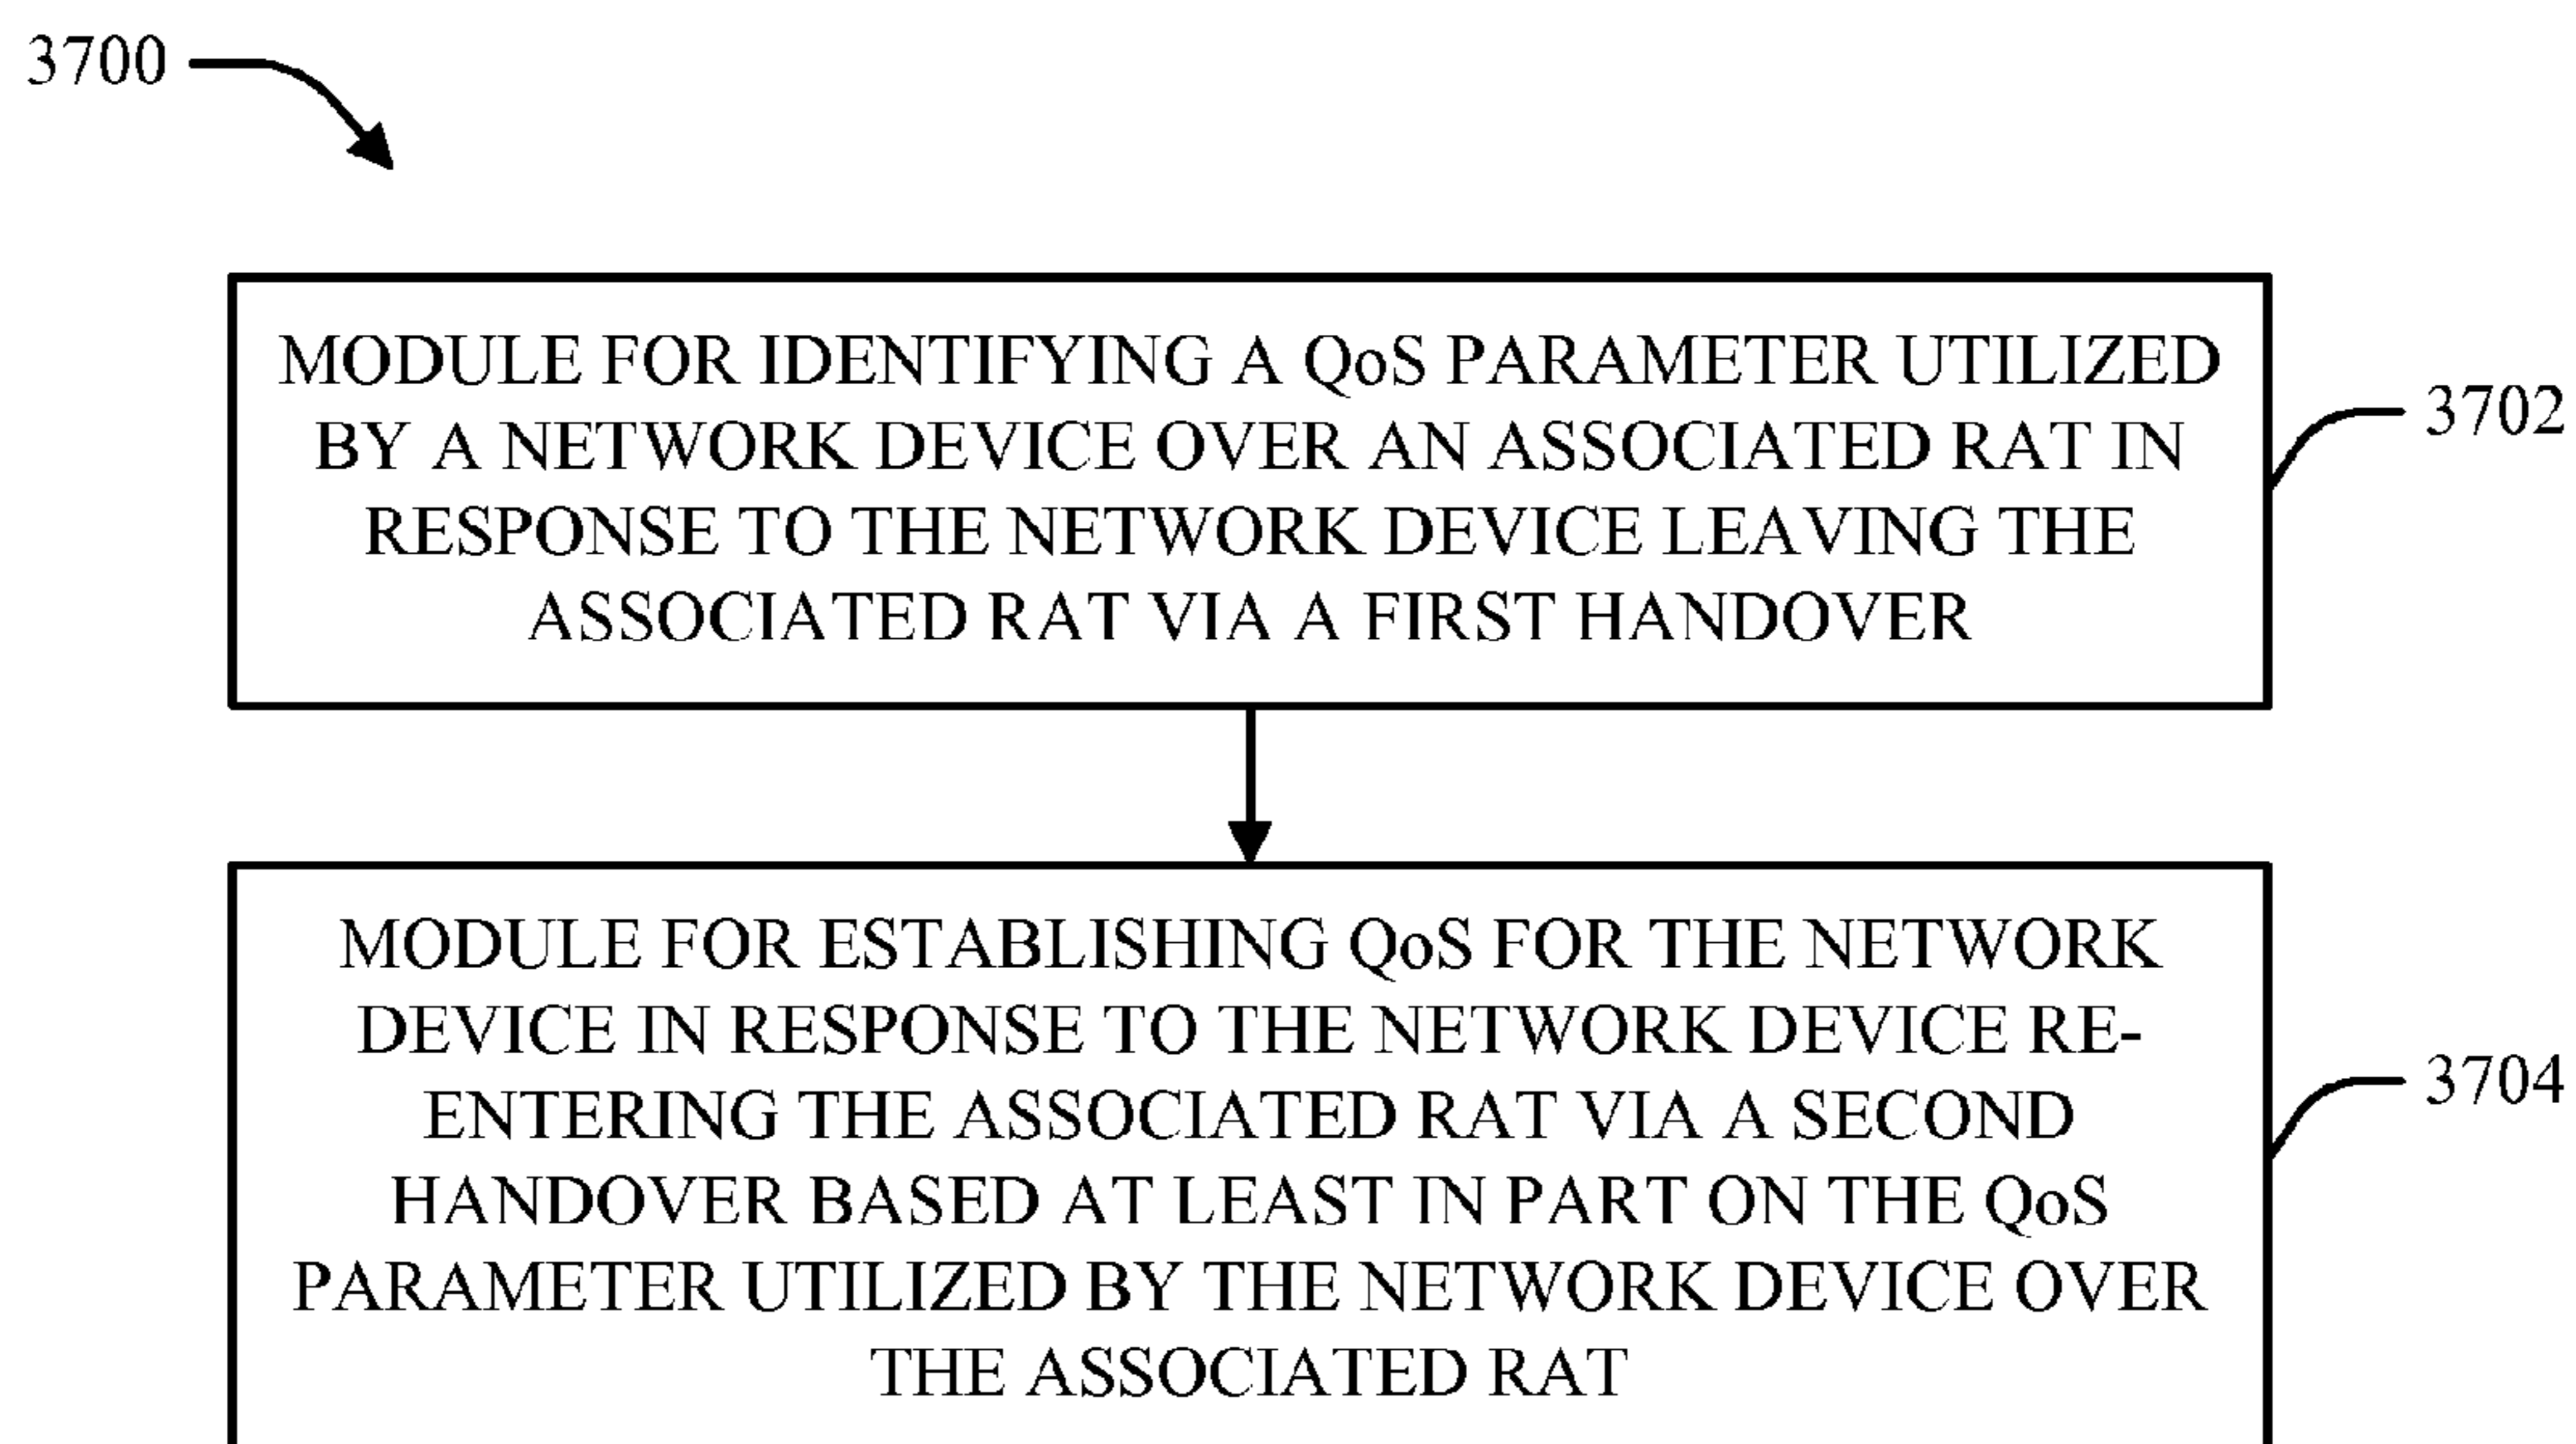 3700
MODULE FOR IDENTIFYING A QoS PARAMETER UTILIZED
BY A NETWORK DEVICE OVER AN ASSOCIATED RAT IN
RESPONSE TO THE NETWORK DEVICE LEAVING THE
ASSOCIATED RAT VIA A FIRST HANDOVER
3702
MODULE FOR ESTABLISHING QoS FOR THE NETWORK
DEVICE IN RESPONSE TO THE NETWORK DEVICE RE-
ENTERING THE ASSOCIATED RAT VIA A SECOND
HANDOVER BASED AT LEAST IN PART ON THE QoS
PARAMETER UTILIZED BY THE NETWORK DEVICE OVER
THE ASSOCIATED RAT
3704